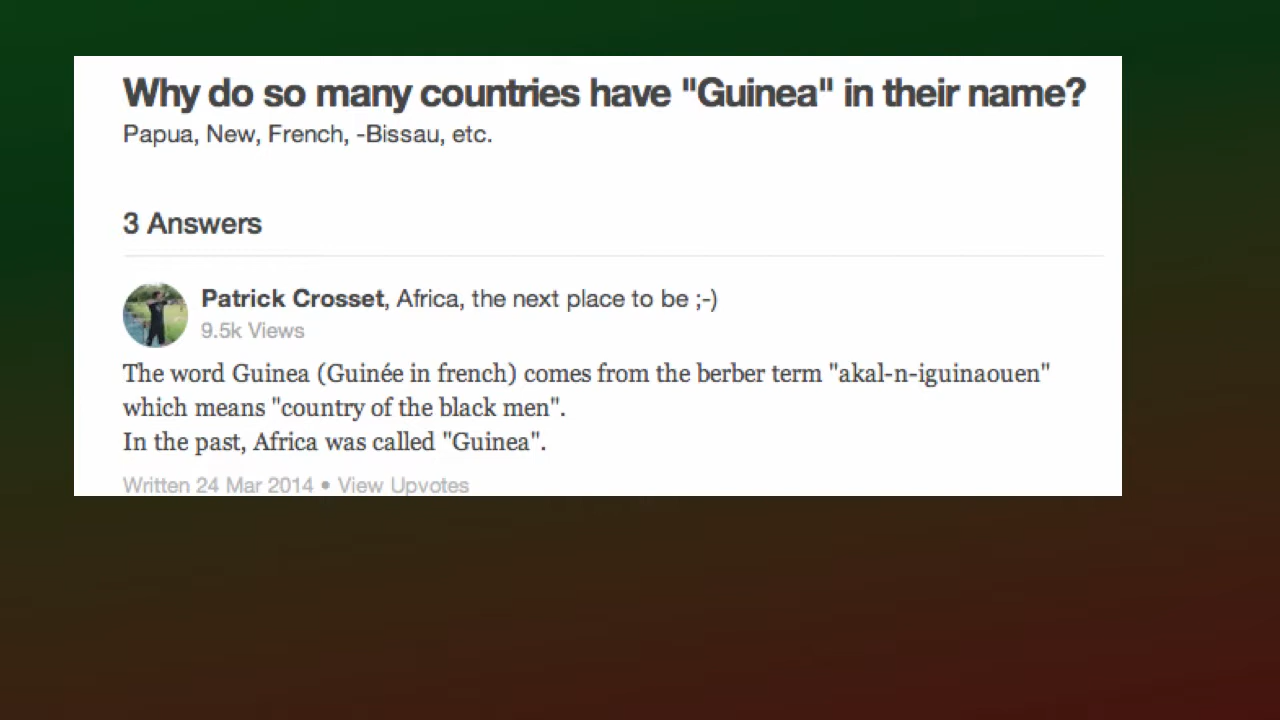 Why do so many countries have "Guinea" in their name?
Papua, New, French, -Bissau, etc.
3 Answers
Patrick Crosset, Africa, the next place to be ;-)
9.5k Views
The word Guinea (Guinée in french) comes from the berber term "akal-n-iguinaouen"
which means "country of the black men".
In the past, Africa was called "Guinea".
Written 24 Mar 2014 • View Upvotes